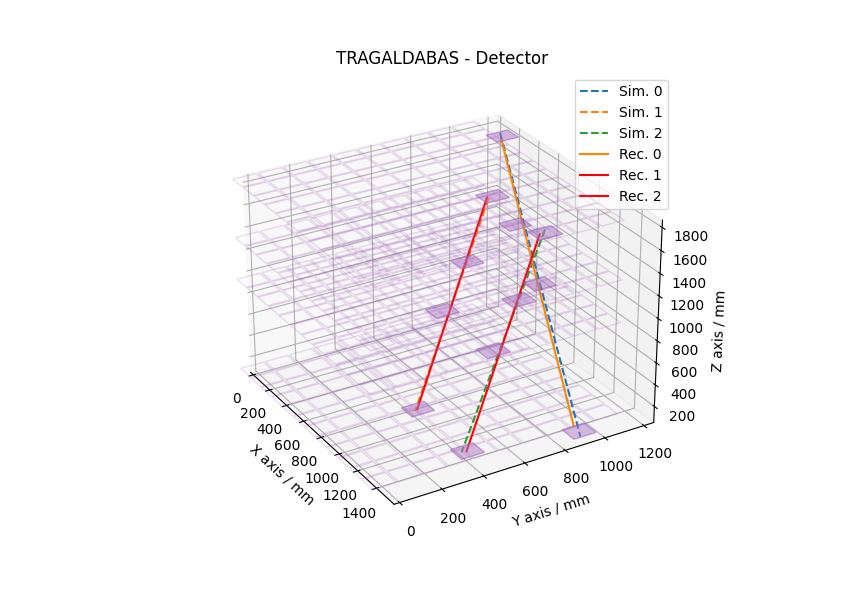 TRAGALDABAS - Detector
Sim. 0
Sim. 1
Sim. 2
Rec. 0
Rec. 1
Rec. 2
1800
1600
1400
1200
1000
800
600
400
200
Z axis / mm
0
200
400
600
800
1000
1200
1400
X axis / mm
0
200
400
600
800
1000
1200
Y axis / mm